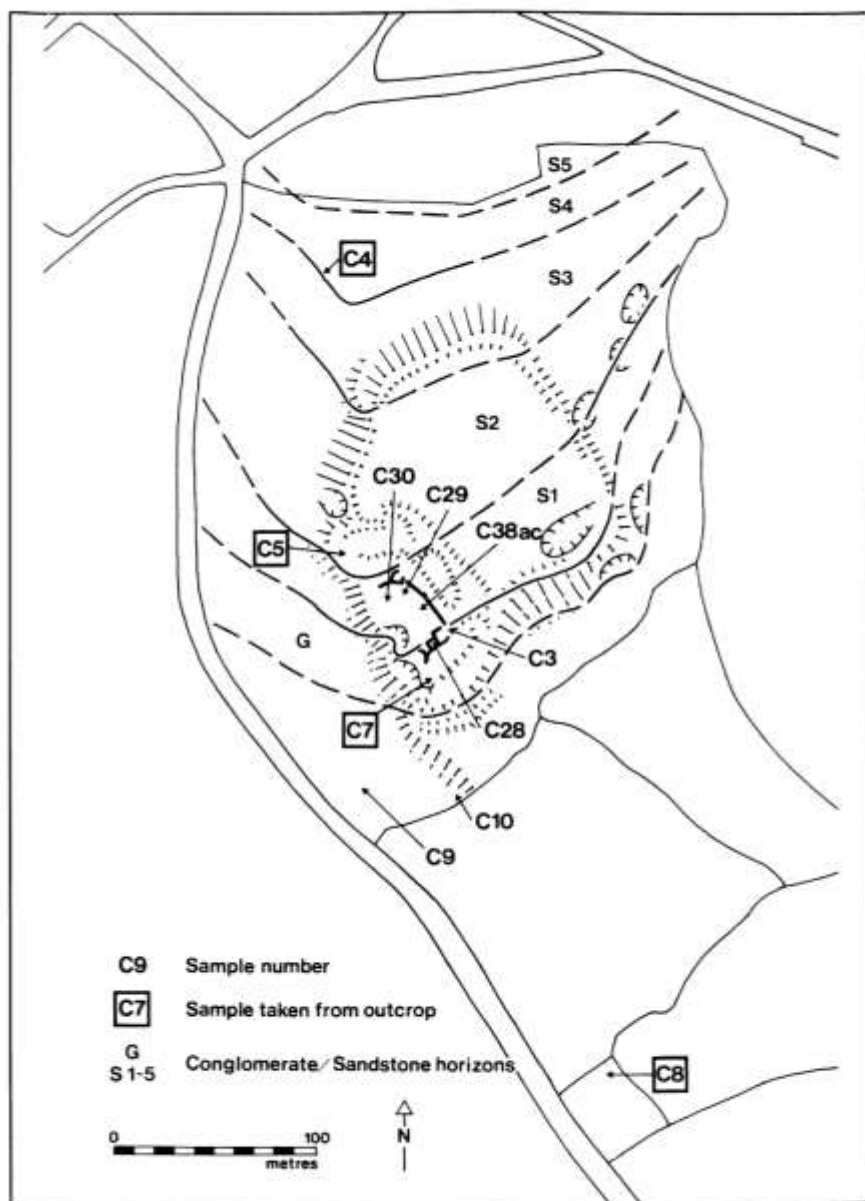 S5
S4
C4
S3
S2
C30
C29
S1
C38ac
C5
G
C3
C7
C28
C10
C9
C9 Sample number
C7 Sample taken from outcrop
G
S 1-5 Conglomerate/Sandstone horizons
C8
0 100
metres
N